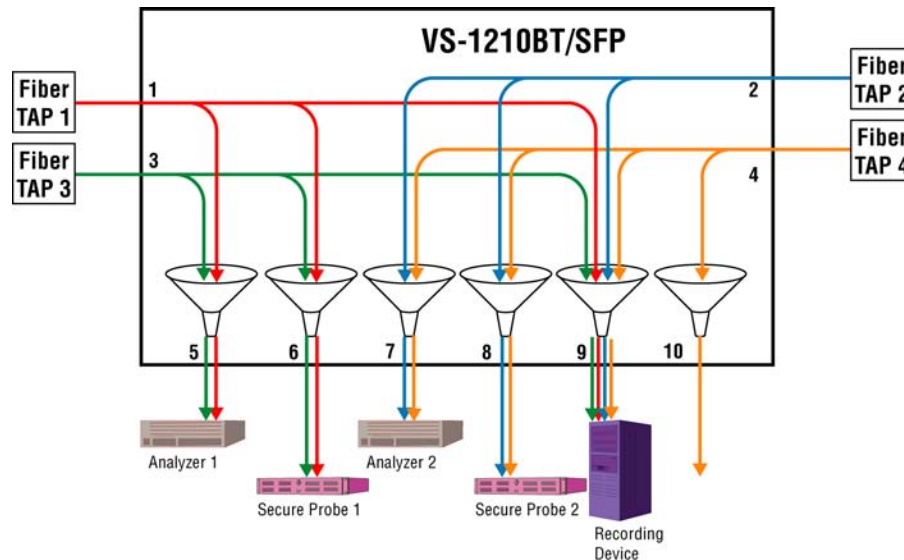 VS-1210BT/SFP
Fiber
TAP 1
1
2
Fiber
TAP 2
Fiber
TAP 3
3
4
Fiber
TAP 4
5
6
7
8
9
10
Analyzer 1
Analyzer 2
Secure Probe 1
Secure Probe 2
Recording
Device